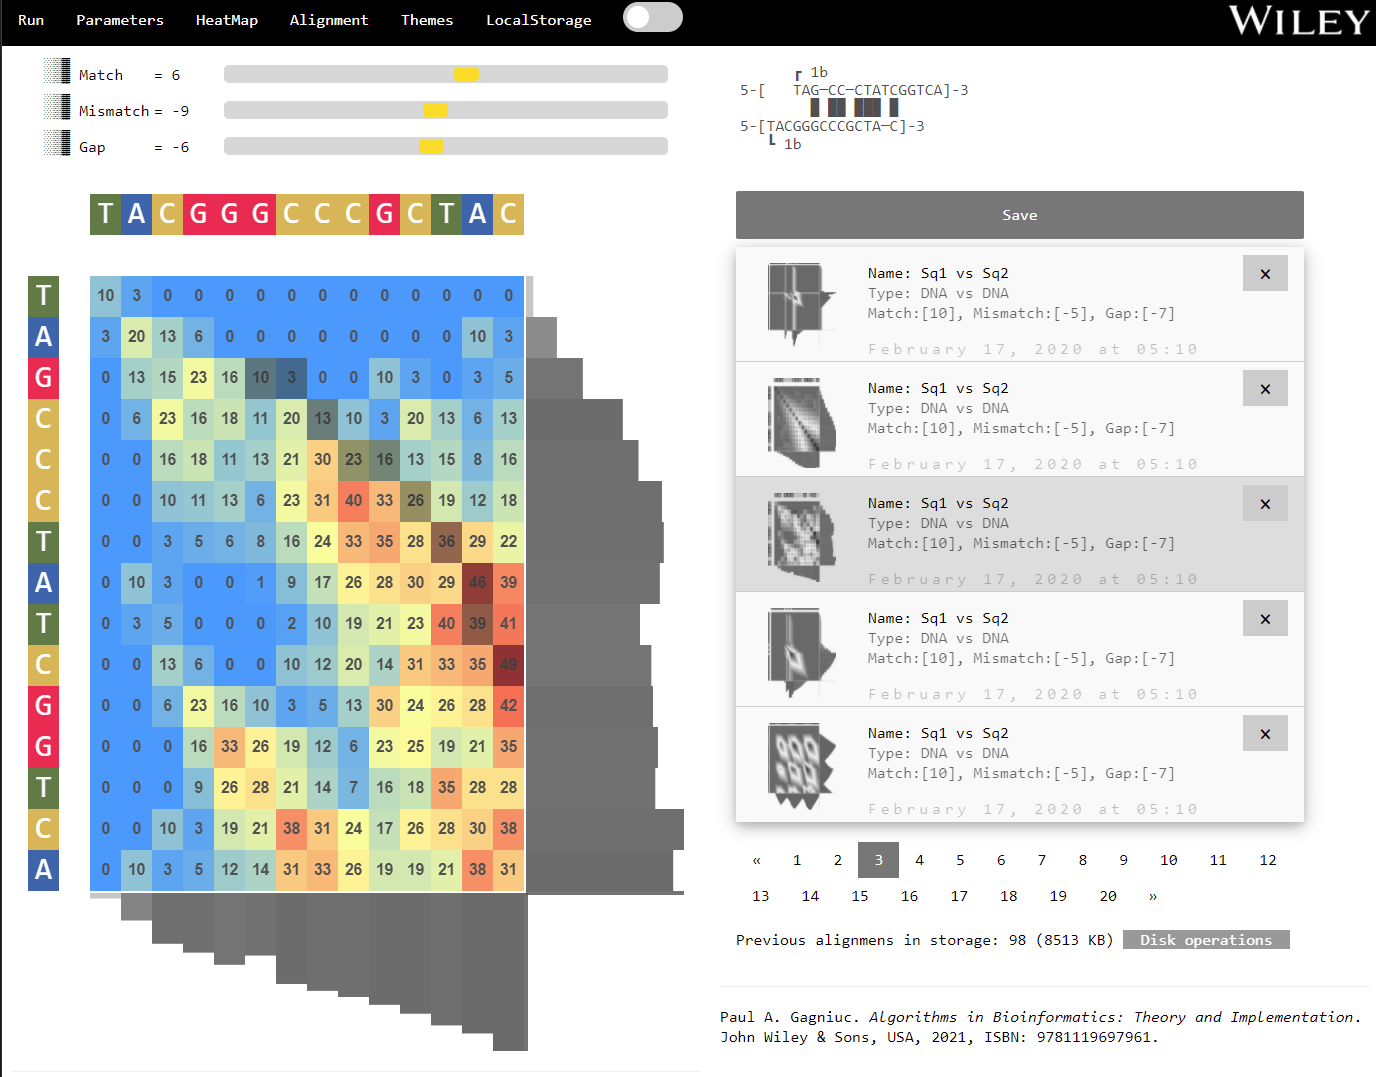 Run Parameters HeatMap Alignment Themes LocalStorage WILEY
Match = 6
Mismatch = -9
Gap = -6
┌ 1b
5-[   TAG—CC—CTATCGGTCA]-3
5-[TACGGGCCCGCTA—C]-3
└ 1b
T A C G G G C C C G C T A C
T 10 3 0 0 0 0 0 0 0 0 0 0 0 0
A 3 20 13 6 0 0 0 0 0 0 0 0 10 3
G 0 13 15 23 16 10 3 0 0 10 3 0 3 5
C 0 6 23 16 18 11 20 13 10 3 20 13 6 13
C 0 0 16 18 11 13 21 30 23 16 13 15 8 16
C 0 0 10 11 13 6 23 31 40 33 26 19 12 18
T 0 0 3 5 6 8 16 24 33 35 28 36 29 22
A 0 10 3 0 0 1 9 17 26 28 30 29 46 39
T 0 3 5 0 0 0 2 10 19 21 23 40 39 41
C 0 0 13 6 0 0 10 12 20 14 31 33 35 49
G 0 0 6 23 16 10 3 5 13 30 24 26 28 42
G 0 0 0 16 33 26 19 12 6 23 25 19 21 35
T 0 0 0 9 26 28 21 14 7 16 18 35 28 28
C 0 0 10 3 19 21 38 31 24 17 26 28 30 38
A 0 10 3 5 12 14 31 33 26 19 19 21 38 31
Save
Name: Sq1 vs Sq2 ×
Type: DNA vs DNA
Match:[10], Mismatch:[-5], Gap:[-7]
February 17, 2020 at 05:10
Name: Sq1 vs Sq2 ×
Type: DNA vs DNA
Match:[10], Mismatch:[-5], Gap:[-7]
February 17, 2020 at 05:10
Name: Sq1 vs Sq2 ×
Type: DNA vs DNA
Match:[10], Mismatch:[-5], Gap:[-7]
February 17, 2020 at 05:10
Name: Sq1 vs Sq2 ×
Type: DNA vs DNA
Match:[10], Mismatch:[-5], Gap:[-7]
February 17, 2020 at 05:10
Name: Sq1 vs Sq2 ×
Type: DNA vs DNA
Match:[10], Mismatch:[-5], Gap:[-7]
February 17, 2020 at 05:10
« 1 2 3 4 5 6 7 8 9 10 11 12
13 14 15 16 17 18 19 20 »
Previous alignmens in storage: 98 (8513 KB) Disk operations
Paul A. Gagniuc. Algorithms in Bioinformatics: Theory and Implementation.
John Wiley & Sons, USA, 2021, ISBN: 9781119697961.